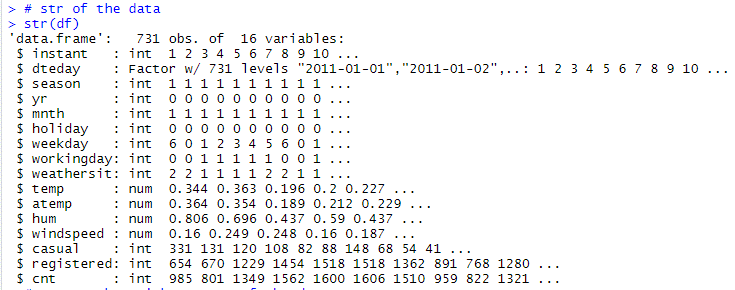 > # str of the data
> str(df)
'data.frame':   731 obs. of  16 variables:
 $ instant   : int  1 2 3 4 5 6 7 8 9 10 ...
 $ dteday    : Factor w/ 731 levels "2011-01-01","2011-01-02",..: 1 2 3 4 5 6 7 8 9 10 ...
 $ season    : int  1 1 1 1 1 1 1 1 1 1 ...
 $ yr        : int  0 0 0 0 0 0 0 0 0 0 ...
 $ mnth      : int  1 1 1 1 1 1 1 1 1 1 ...
 $ holiday   : int  0 0 0 0 0 0 0 0 0 0 ...
 $ weekday   : int  6 0 1 2 3 4 5 6 0 1 ...
 $ workingday: int  0 0 1 1 1 1 1 0 0 1 ...
 $ weathersit: int  2 2 1 1 1 1 2 2 1 1 ...
 $ temp      : num  0.344 0.363 0.196 0.2 0.227 ...
 $ atemp     : num  0.364 0.354 0.189 0.212 0.229 ...
 $ hum       : num  0.806 0.696 0.437 0.59 0.437 ...
 $ windspeed : num  0.16 0.249 0.248 0.16 0.187 ...
 $ casual    : int  331 131 120 108 82 88 148 68 54 41 ...
 $ registered: int  654 670 1229 1454 1518 1518 1362 891 768 1280 ...
 $ cnt       : int  985 801 1349 1562 1600 1606 1510 959 822 1321 ...